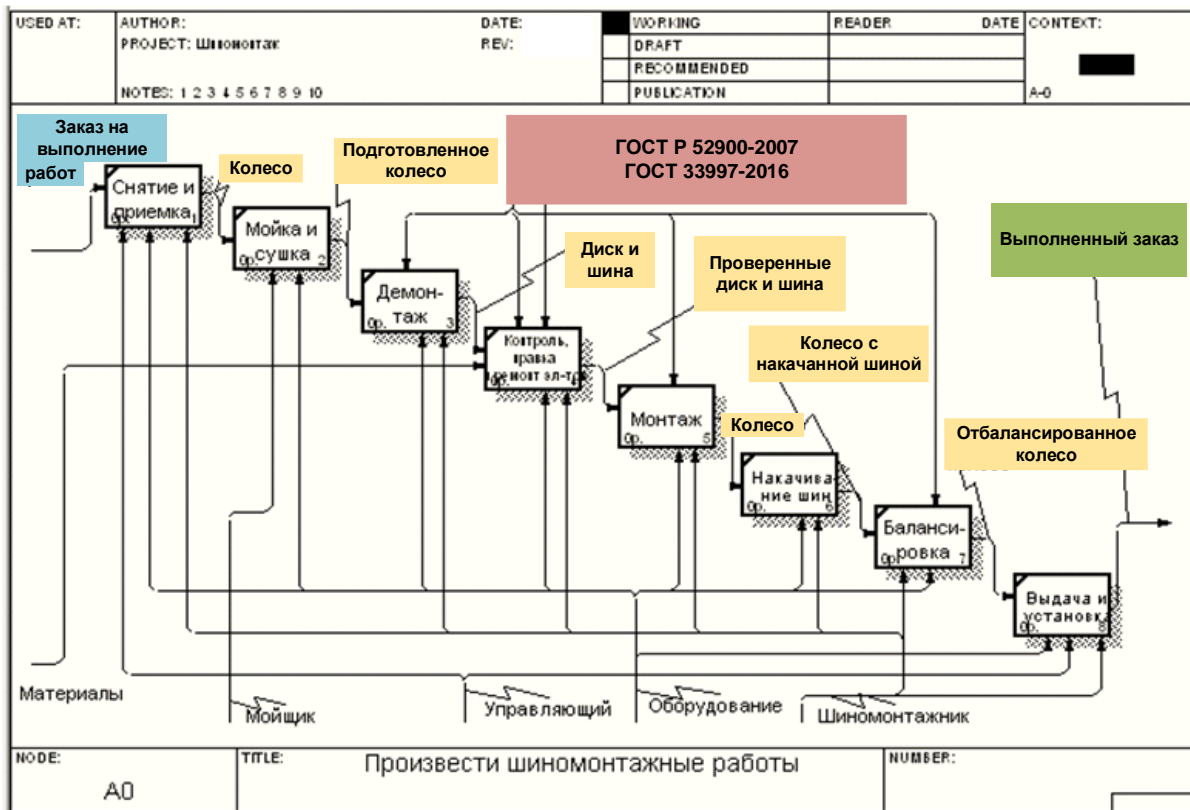 USED AT:
AUTHOR:
DATE:
WORKING
READER
DATE
CONTEXT:
PROJECT: Шиномонтаж
REV:
DRAFT
RECOMMENDED
NOTES: 1 2 3 4 5 6 7 8 9 10
PUBLICATION
A-0
Заказ на
выполнение
работ
Колесо
Подготовленное
колесо
ГОСТ Р 52900-2007
ГОСТ 33997-2016
Снятие и
приемка
0р.
1
Мойка и
сушка
0р.
2
Диск и
шина
Проверенные
диск и шина
Выполненный заказ
Демон-
таж
0р.
3
Контроль,
правка
и ремонт эл-тов
0р.
4
Колесо с
накачанной шиной
Монтаж
0р.
5
Колесо
Отбалансированное
колесо
Накачива-
ние шин
0р.
6
Баланси-
ровка
0р.
7
Выдача и
установка
0р.
8
Материалы
Мойщик
Управляющий
Оборудование
Шиномонтажник
NODE:
TITLE:
Произвести шиномонтажные работы
NUMBER:
A0